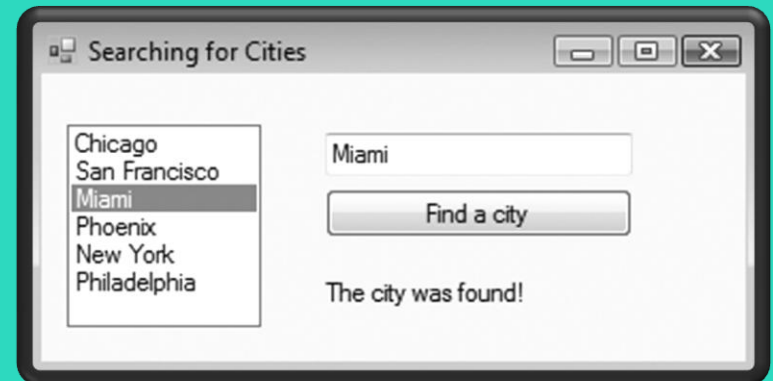 Searching for Cities
Chicago
San Francisco
Miami
Phoenix
New York
Philadelphia
Miami
Find a city
The city was found!